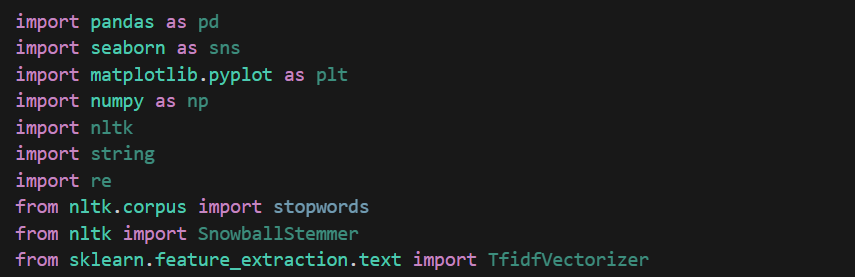 import pandas as pd
import seaborn as sns
import matplotlib.pyplot as plt
import numpy as np
import nltk
import string
import re
from nltk.corpus import stopwords
from nltk import SnowballStemmer
from sklearn.feature_extraction.text import TfidfVectorizer